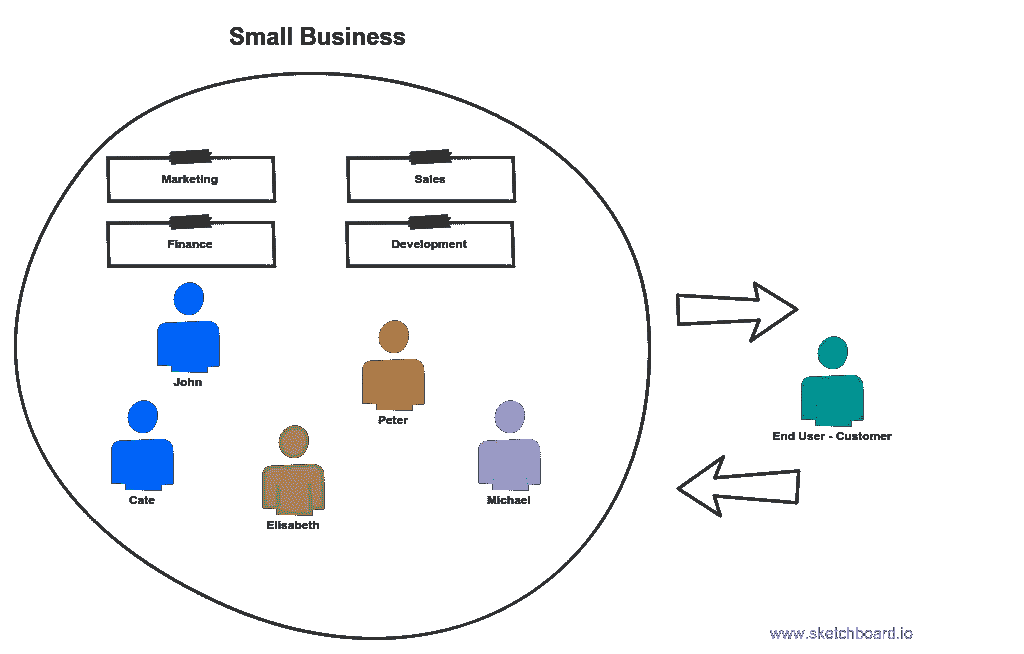 Small Business
Marketing
Sales
Finance
Development
John
Peter
Cate
Elisabeth
Michael
End User - Customer
www.sketchboard.io